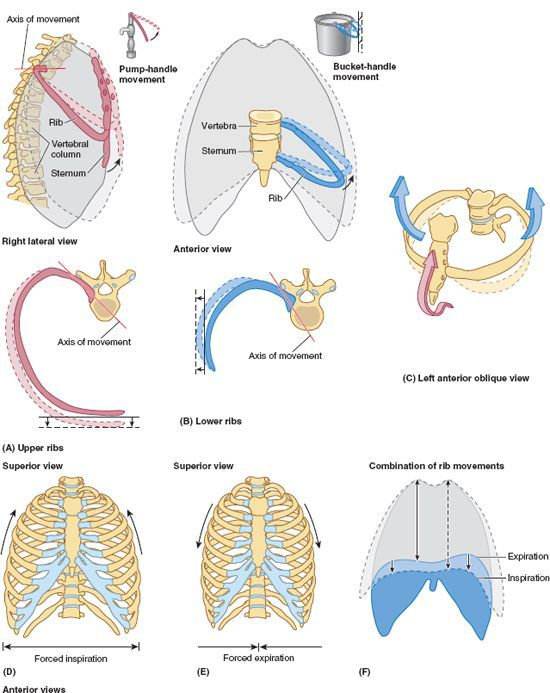 Axis of movement
Pump-handle
movement
Rib
Vertebral
column
Sternum
Right lateral view
Bucket-handle
movement
Vertebra
Sternum
Rib
Anterior view
Axis of movement
(A) Upper ribs
Axis of movement
(B) Lower ribs
(C) Left anterior oblique view
Superior view
Superior view
Combination of rib movements
Forced inspiration
(D)
Forced expiration
(E)
Expiration
Inspiration
(F)
Anterior views